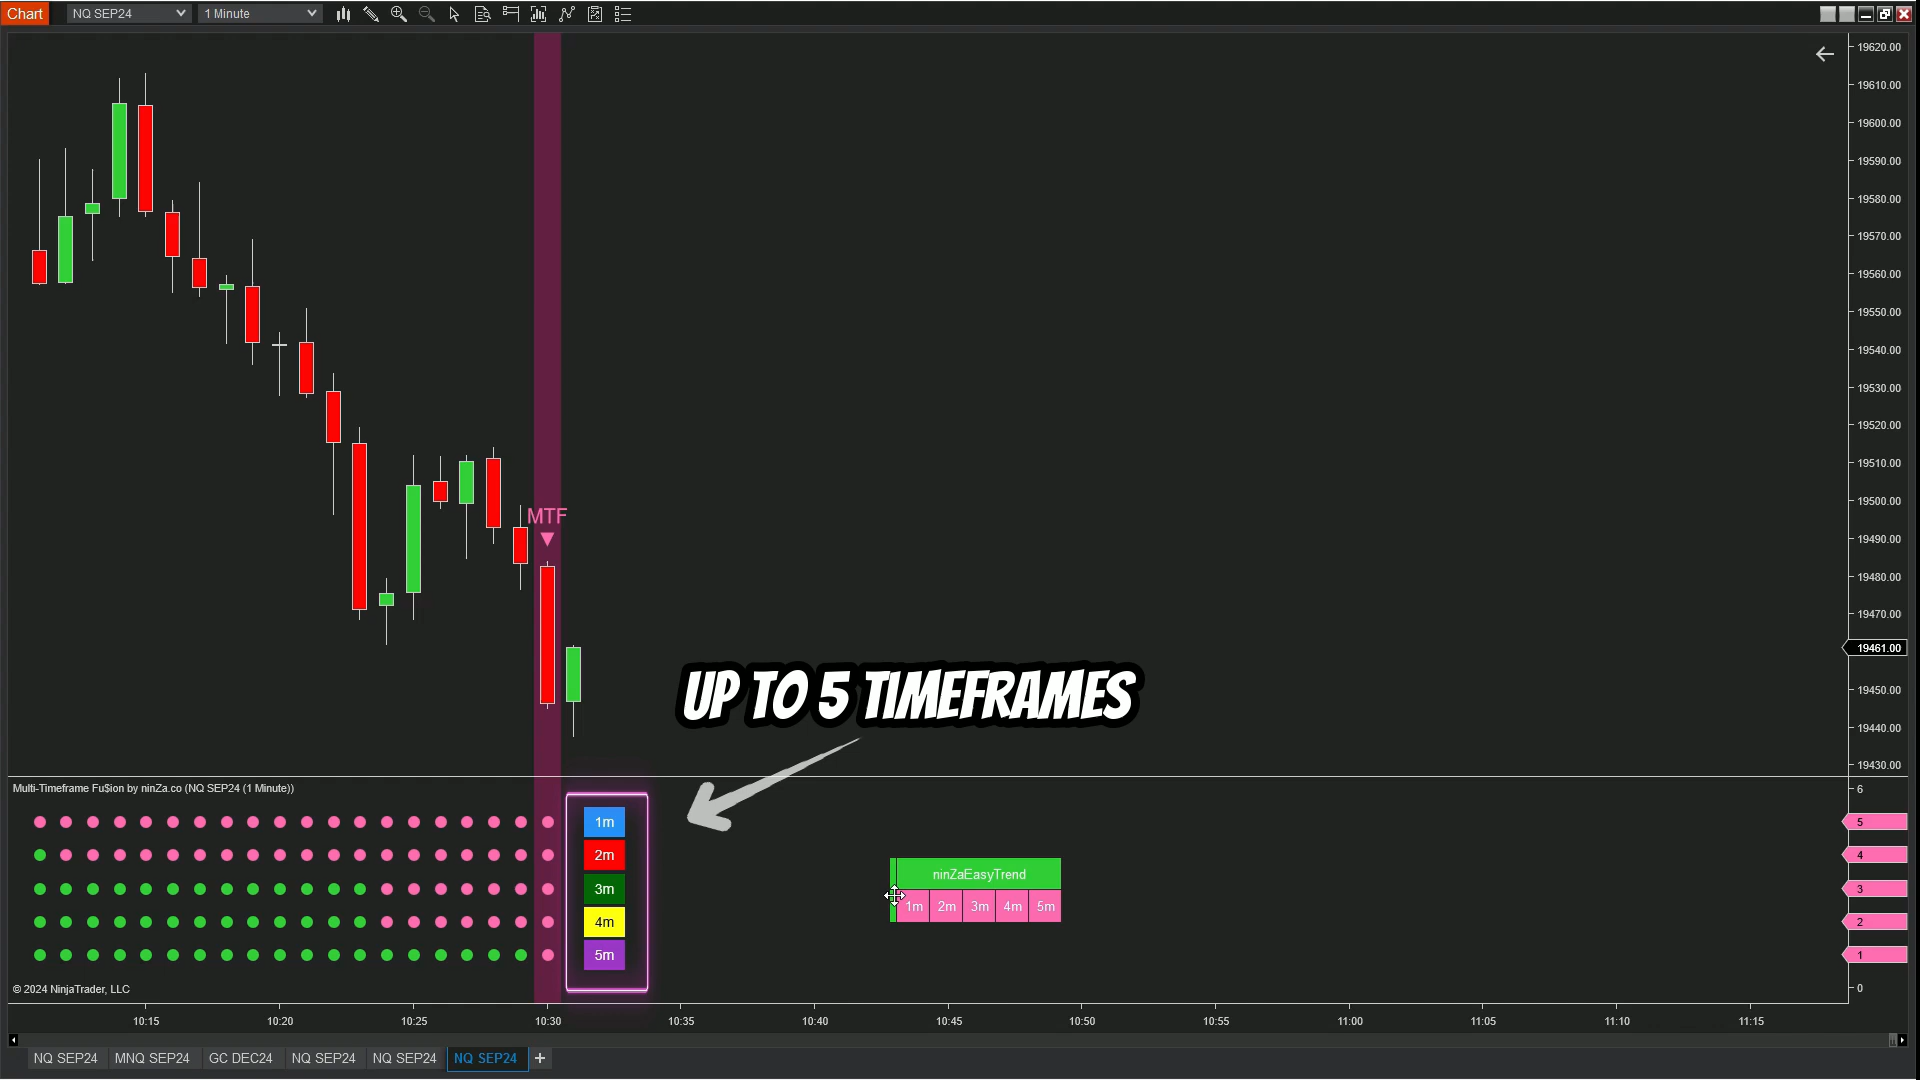 Chart NQ SEP24 1 Minute
19620.00
19610.00
19600.00
19590.00
19580.00
19570.00
19560.00
19550.00
19540.00
19530.00
19520.00
19510.00
19500.00
MTF
19490.00
19480.00
19470.00
19461.00
19450.00
UP TO 5 TIMEFRAMES
19440.00
19430.00
Multi-Timeframe Fu$ion by ninZa.co (NQ SEP24 (1 Minute))
6
1m
5
2m
4
ninZaEasyTrend
3m
3
1m 2m 3m 4m 5m
4m
2
5m
1
© 2024 NinjaTrader, LLC
0
10:15 10:20 10:25 10:30 10:35 10:40 10:45 10:50 10:55 11:00 11:05 11:10 11:15
NQ SEP24 MNQ SEP24 GC DEC24 NQ SEP24 NQ SEP24 NQ SEP24 +